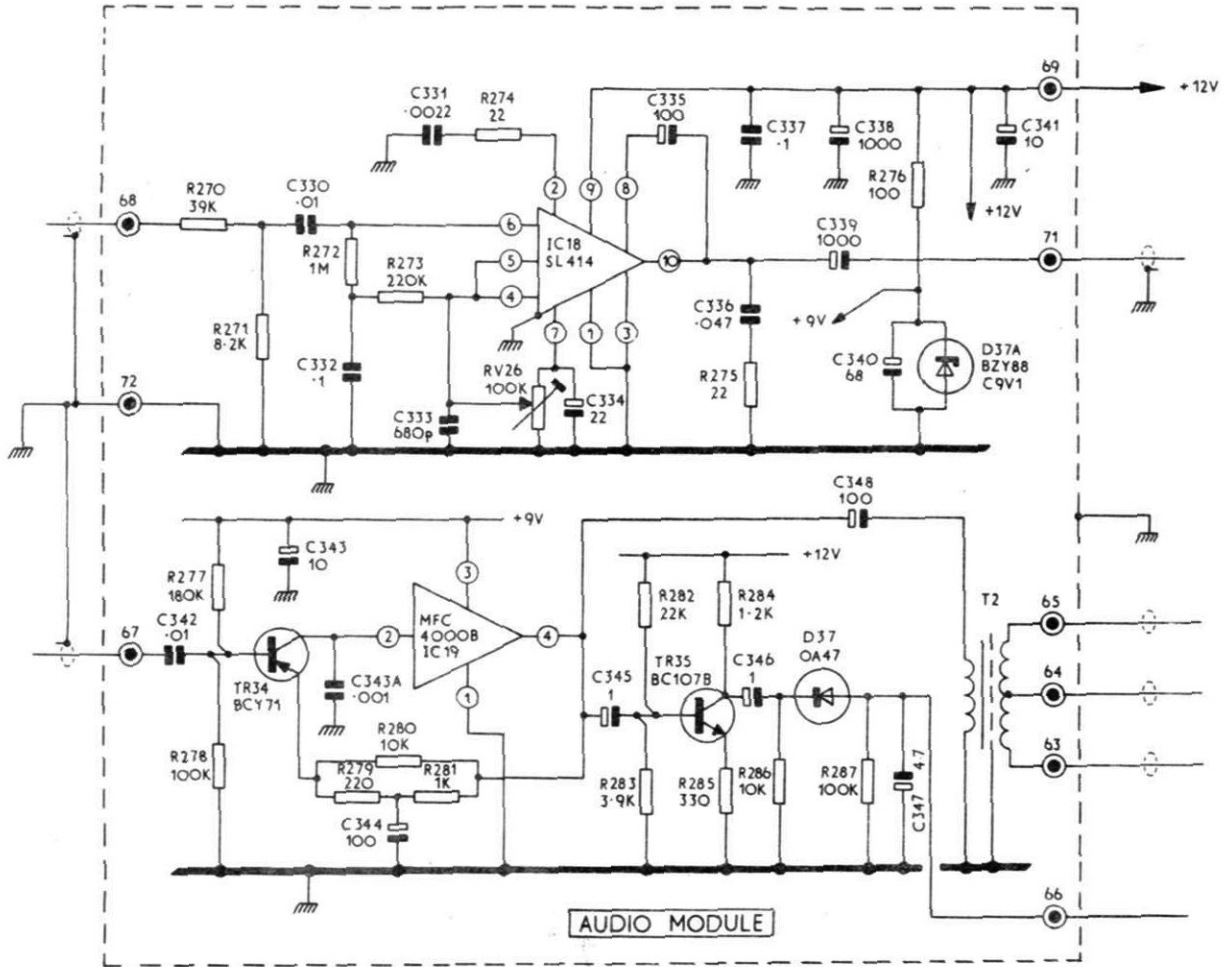 69
+12V
C331
.0022
R274
22
C335
100
C337
.1
C338
1000
C341
10
R276
100
+12V
2
9
8
68
R270
39K
C330
.01
R272
1M
6
5
4
IC18
SL414
10
C339
1000
71
R273
220K
R271
8.2K
C332
.1
7
1
3
C336
.047
+9V
C340
68
D37A
BZY88
C9V1
RV26
100K
C334
22
R275
22
72
C333
680p
C348
100
+9V
C343
10
3
+12V
R277
180K
R282
22K
R284
1.2K
T2
65
C342
.01
67
2
MFC
4000B
IC19
4
D37
OA47
TR34
BCY71
C343A
.001
1
C345
1
TR35
BC107B
C346
1
64
R280
10K
R278
100K
R279
220
R281
1K
R283
3.9K
R285
330
R286
10K
R287
100K
C347
4.7
63
C344
100
66
AUDIO MODULE